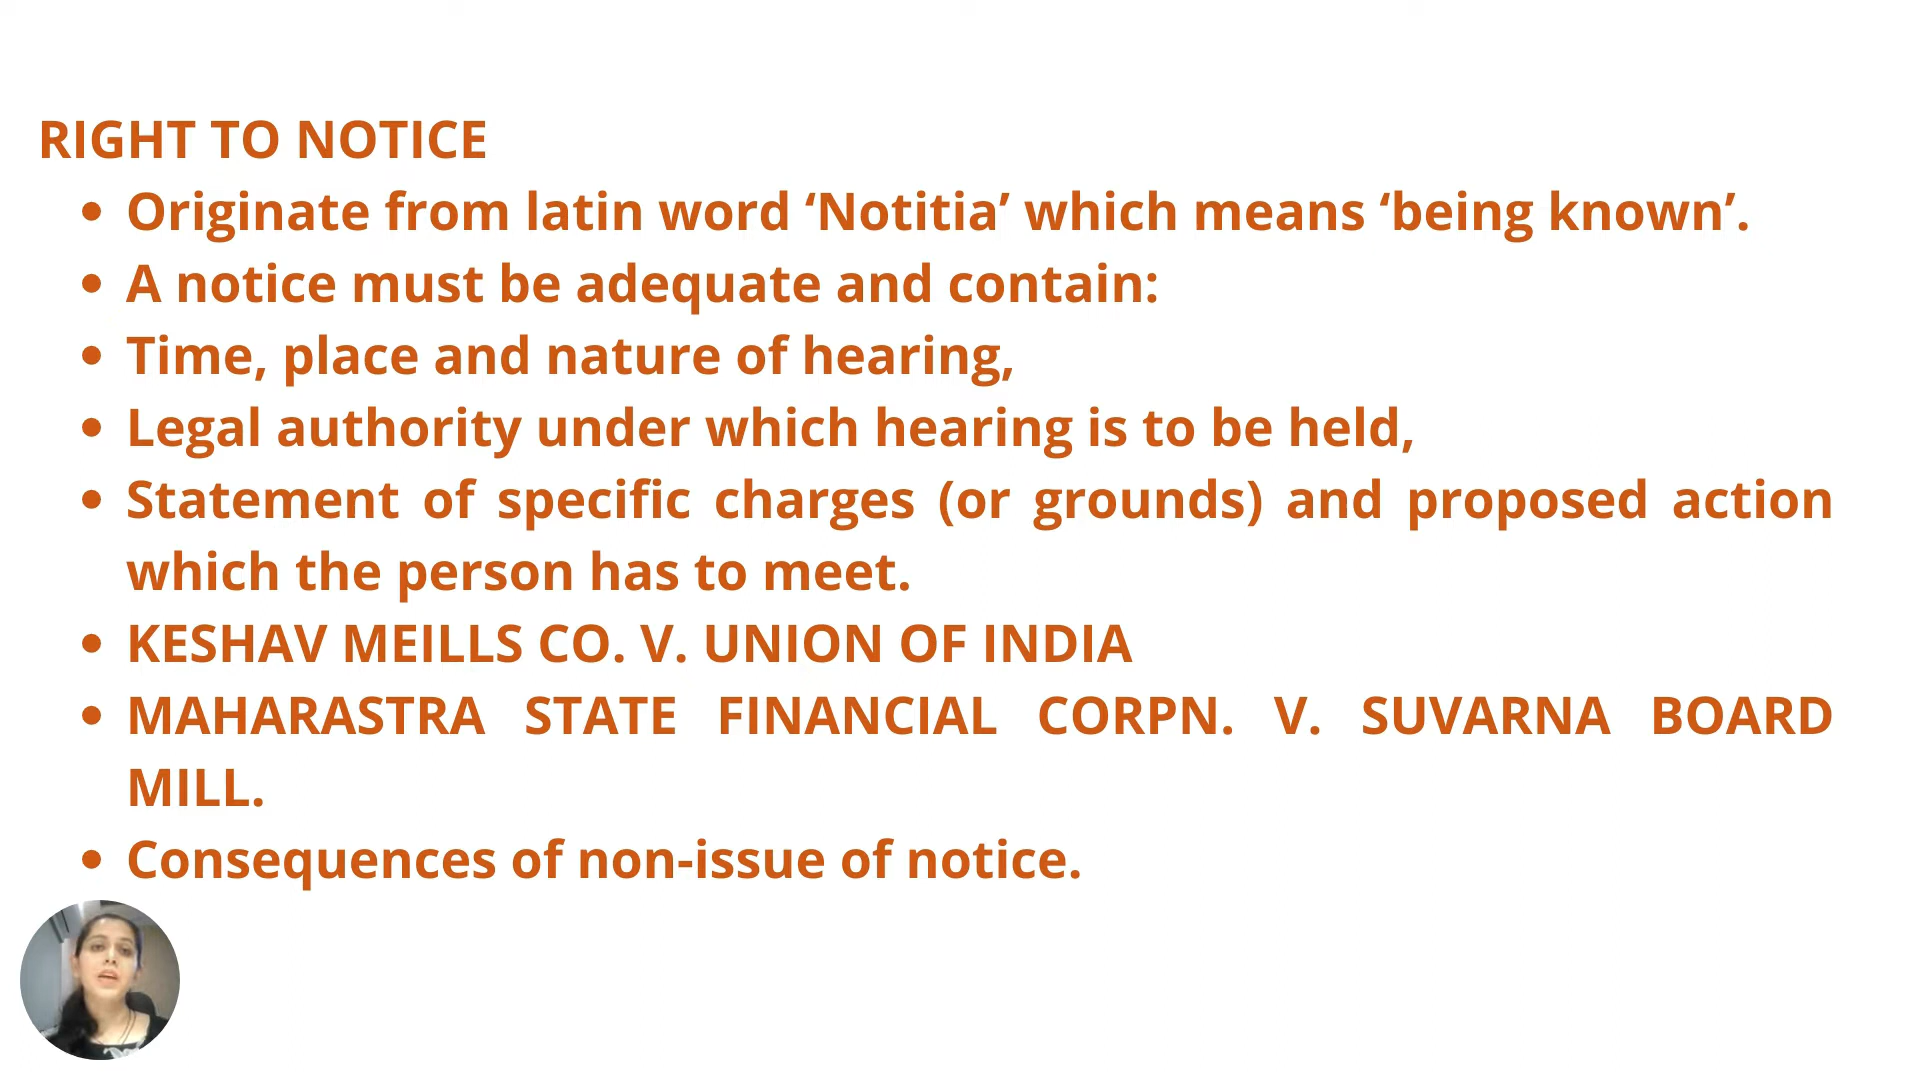 RIGHT TO NOTICE
• Originate from latin word ‘Notitia’ which means ‘being known’.
• A notice must be adequate and contain:
• Time, place and nature of hearing,
• Legal authority under which hearing is to be held,
• Statement of specific charges (or grounds) and proposed action
which the person has to meet.
• KESHAV MEILLS CO. V. UNION OF INDIA
• MAHARASTRA STATE FINANCIAL CORPN. V. SUVARNA BOARD
MILL.
• Consequences of non-issue of notice.